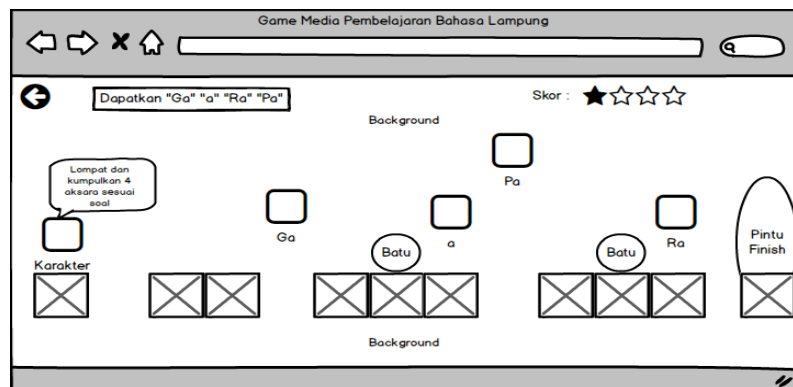 Game Media Pembelajaran Bahasa Lampung
Dapatkan "Ga" "a" "Ra" "Pa"
Skor :
Background
Lompat dan
kumpulkan 4
aksara sesuai
soal
Pa
Ga
a
Ra
Batu
Batu
Pintu
Finish
Karakter
Background